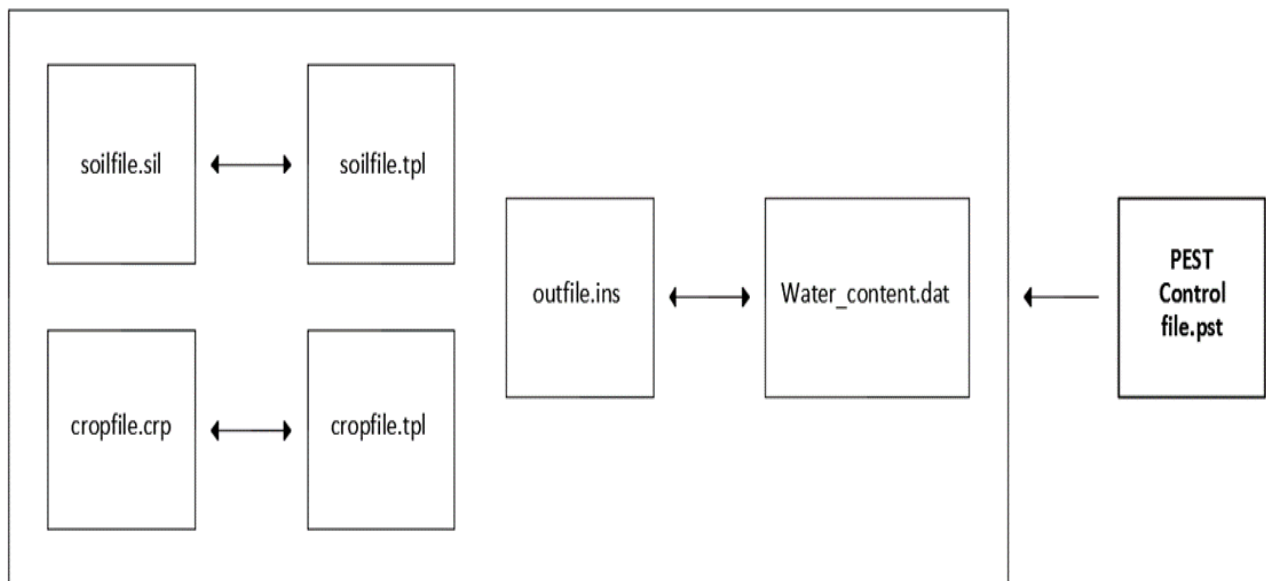 soilfile.sil
soilfile.tpl
cropfile.crp
cropfile.tpl
outfile.ins
Water_content.dat
PEST
Control
file.pst